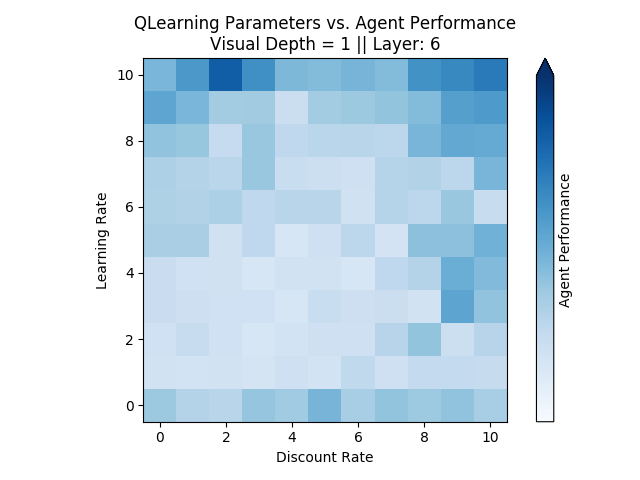 QLearning Parameters vs. Agent Performance
Visual Depth = 1 || Layer: 6
10
8
6
4
2
0
Learning Rate
0 2 4 6 8 10
Discount Rate
Agent Performance